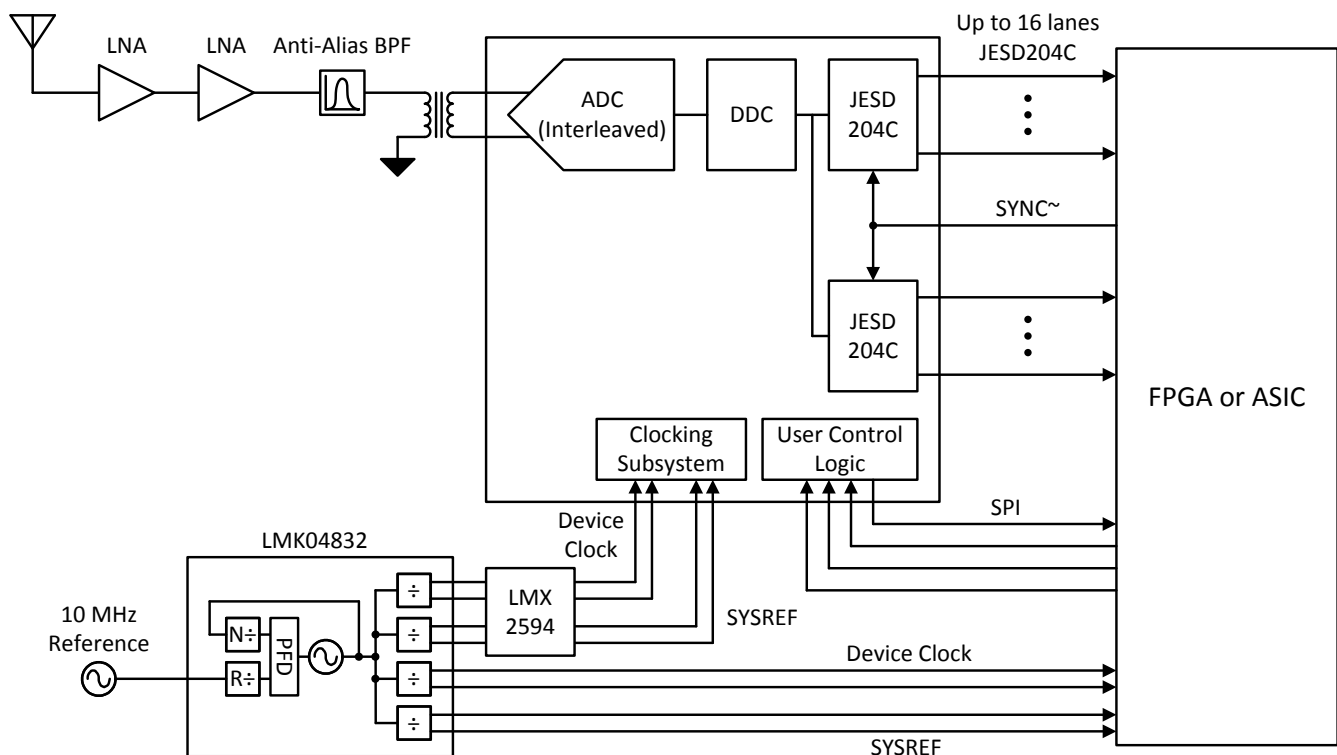 LNA
LNA
Anti-Alias BPF
Up to 16 lanes
JESD204C
ADC
(Interleaved)
DDC
JESD
204C
SYNC~
JESD
204C
FPGA or ASIC
Clocking
Subsystem
User Control
Logic
SPI
Device
Clock
LMK04832
LMX
2594
SYSREF
10 MHz
Reference
N÷
R÷
PFD
÷
÷
÷
÷
Device Clock
SYSREF